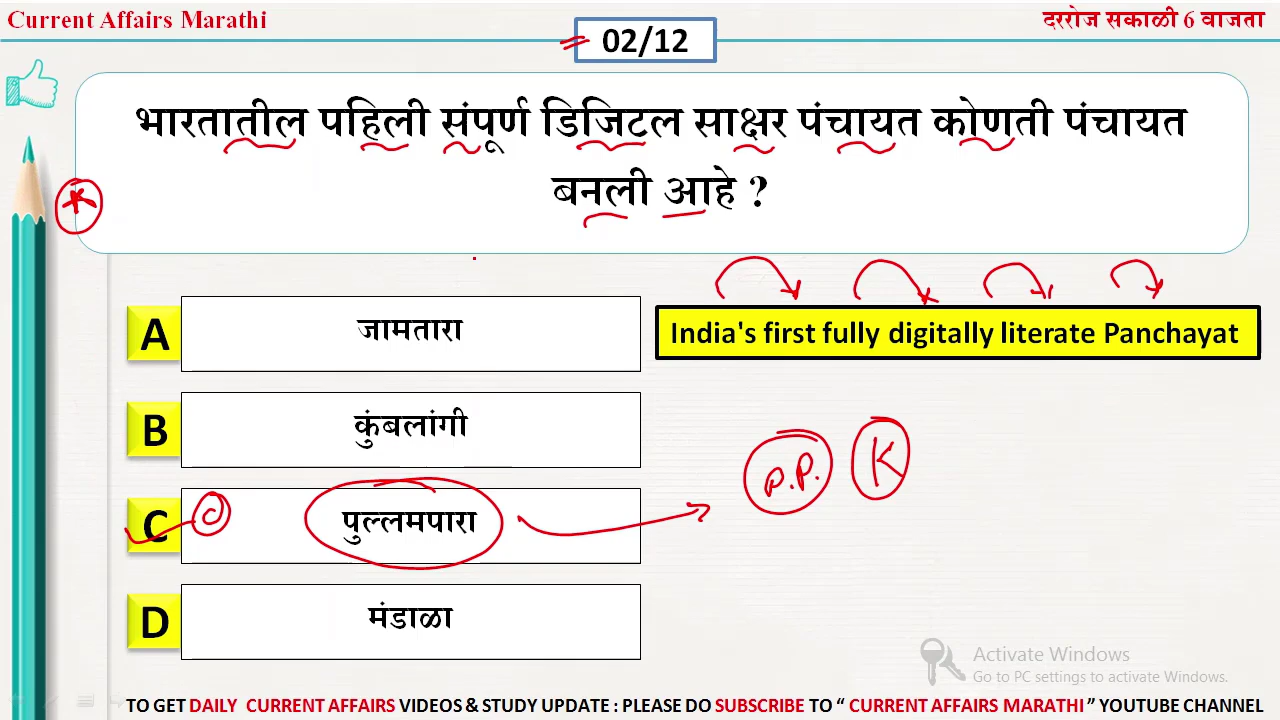 Current Affairs Marathi
दररोज सकाळी 6 वाजता
02/12
भारतातील पहिली संपूर्ण डिजिटल साक्षर पंचायत कोणती पंचायत
बनली आहे ?
A
जामतारा
India's first fully digitally literate Panchayat
B
कुंबलांगी
P.P.
K
C
C
पुल्लमपारा
D
मंडाळा
Activate Windows
Go to PC settings to activate Windows.
TO GET DAILY CURRENT AFFAIRS VIDEOS & STUDY UPDATE : PLEASE DO SUBSCRIBE TO “ CURRENT AFFAIRS MARATHI ” YOUTUBE CHANNEL